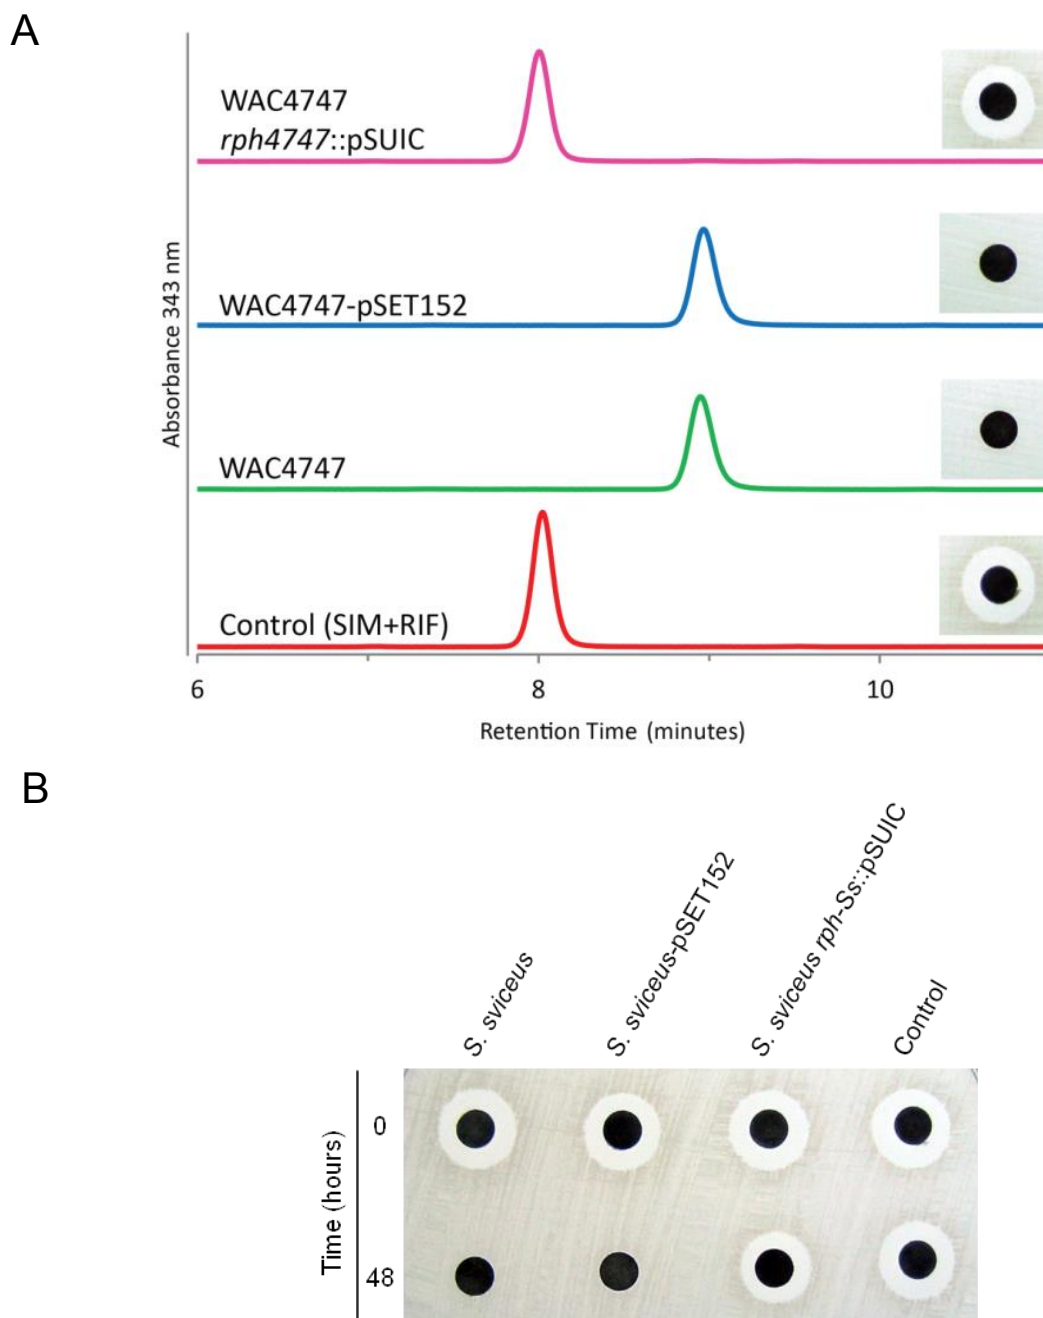 A
WAC4747
rph4747::pSUIC
WAC4747-pSET152
WAC4747
Control (SIM+RIF)
Absorbance 343 nm
6 8 10
Retention Time (minutes)
B
S. sviceus
S. sviceus-pSET152
S. sviceus rph-Ss::pSUIC
Control
Time (hours)
0
48